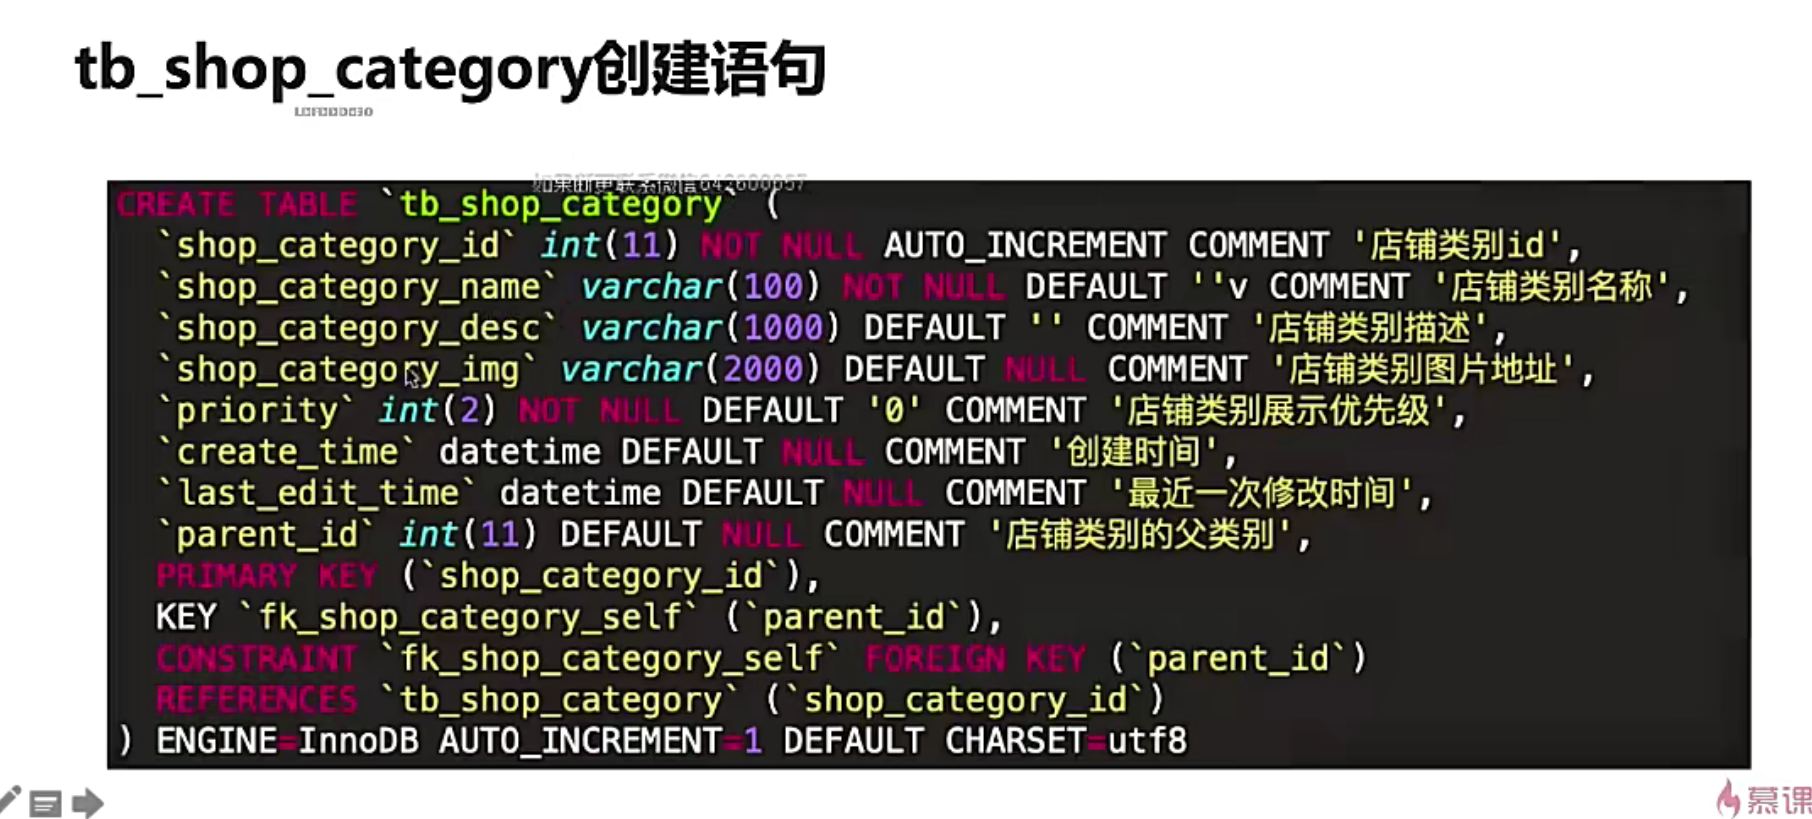 tb_shop_category创建语句
CREATE TABLE `tb_shop_category` (
`shop_category_id` int(11) NOT NULL AUTO_INCREMENT COMMENT '店铺类别id',
`shop_category_name` varchar(100) NOT NULL DEFAULT ''v COMMENT '店铺类别名称',
`shop_category_desc` varchar(1000) DEFAULT '' COMMENT '店铺类别描述',
`shop_category_img` varchar(2000) DEFAULT NULL COMMENT '店铺类别图片地址',
`priority` int(2) NOT NULL DEFAULT '0' COMMENT '店铺类别展示优先级',
`create_time` datetime DEFAULT NULL COMMENT '创建时间',
`last_edit_time` datetime DEFAULT NULL COMMENT '最近一次修改时间',
`parent_id` int(11) DEFAULT NULL COMMENT '店铺类别的父类别',
PRIMARY KEY (`shop_category_id`),
KEY `fk_shop_category_self` (`parent_id`),
CONSTRAINT `fk_shop_category_self` FOREIGN KEY (`parent_id`)
REFERENCES `tb_shop_category` (`shop_category_id`)
) ENGINE=InnoDB AUTO_INCREMENT=1 DEFAULT CHARSET=utf8
慕课